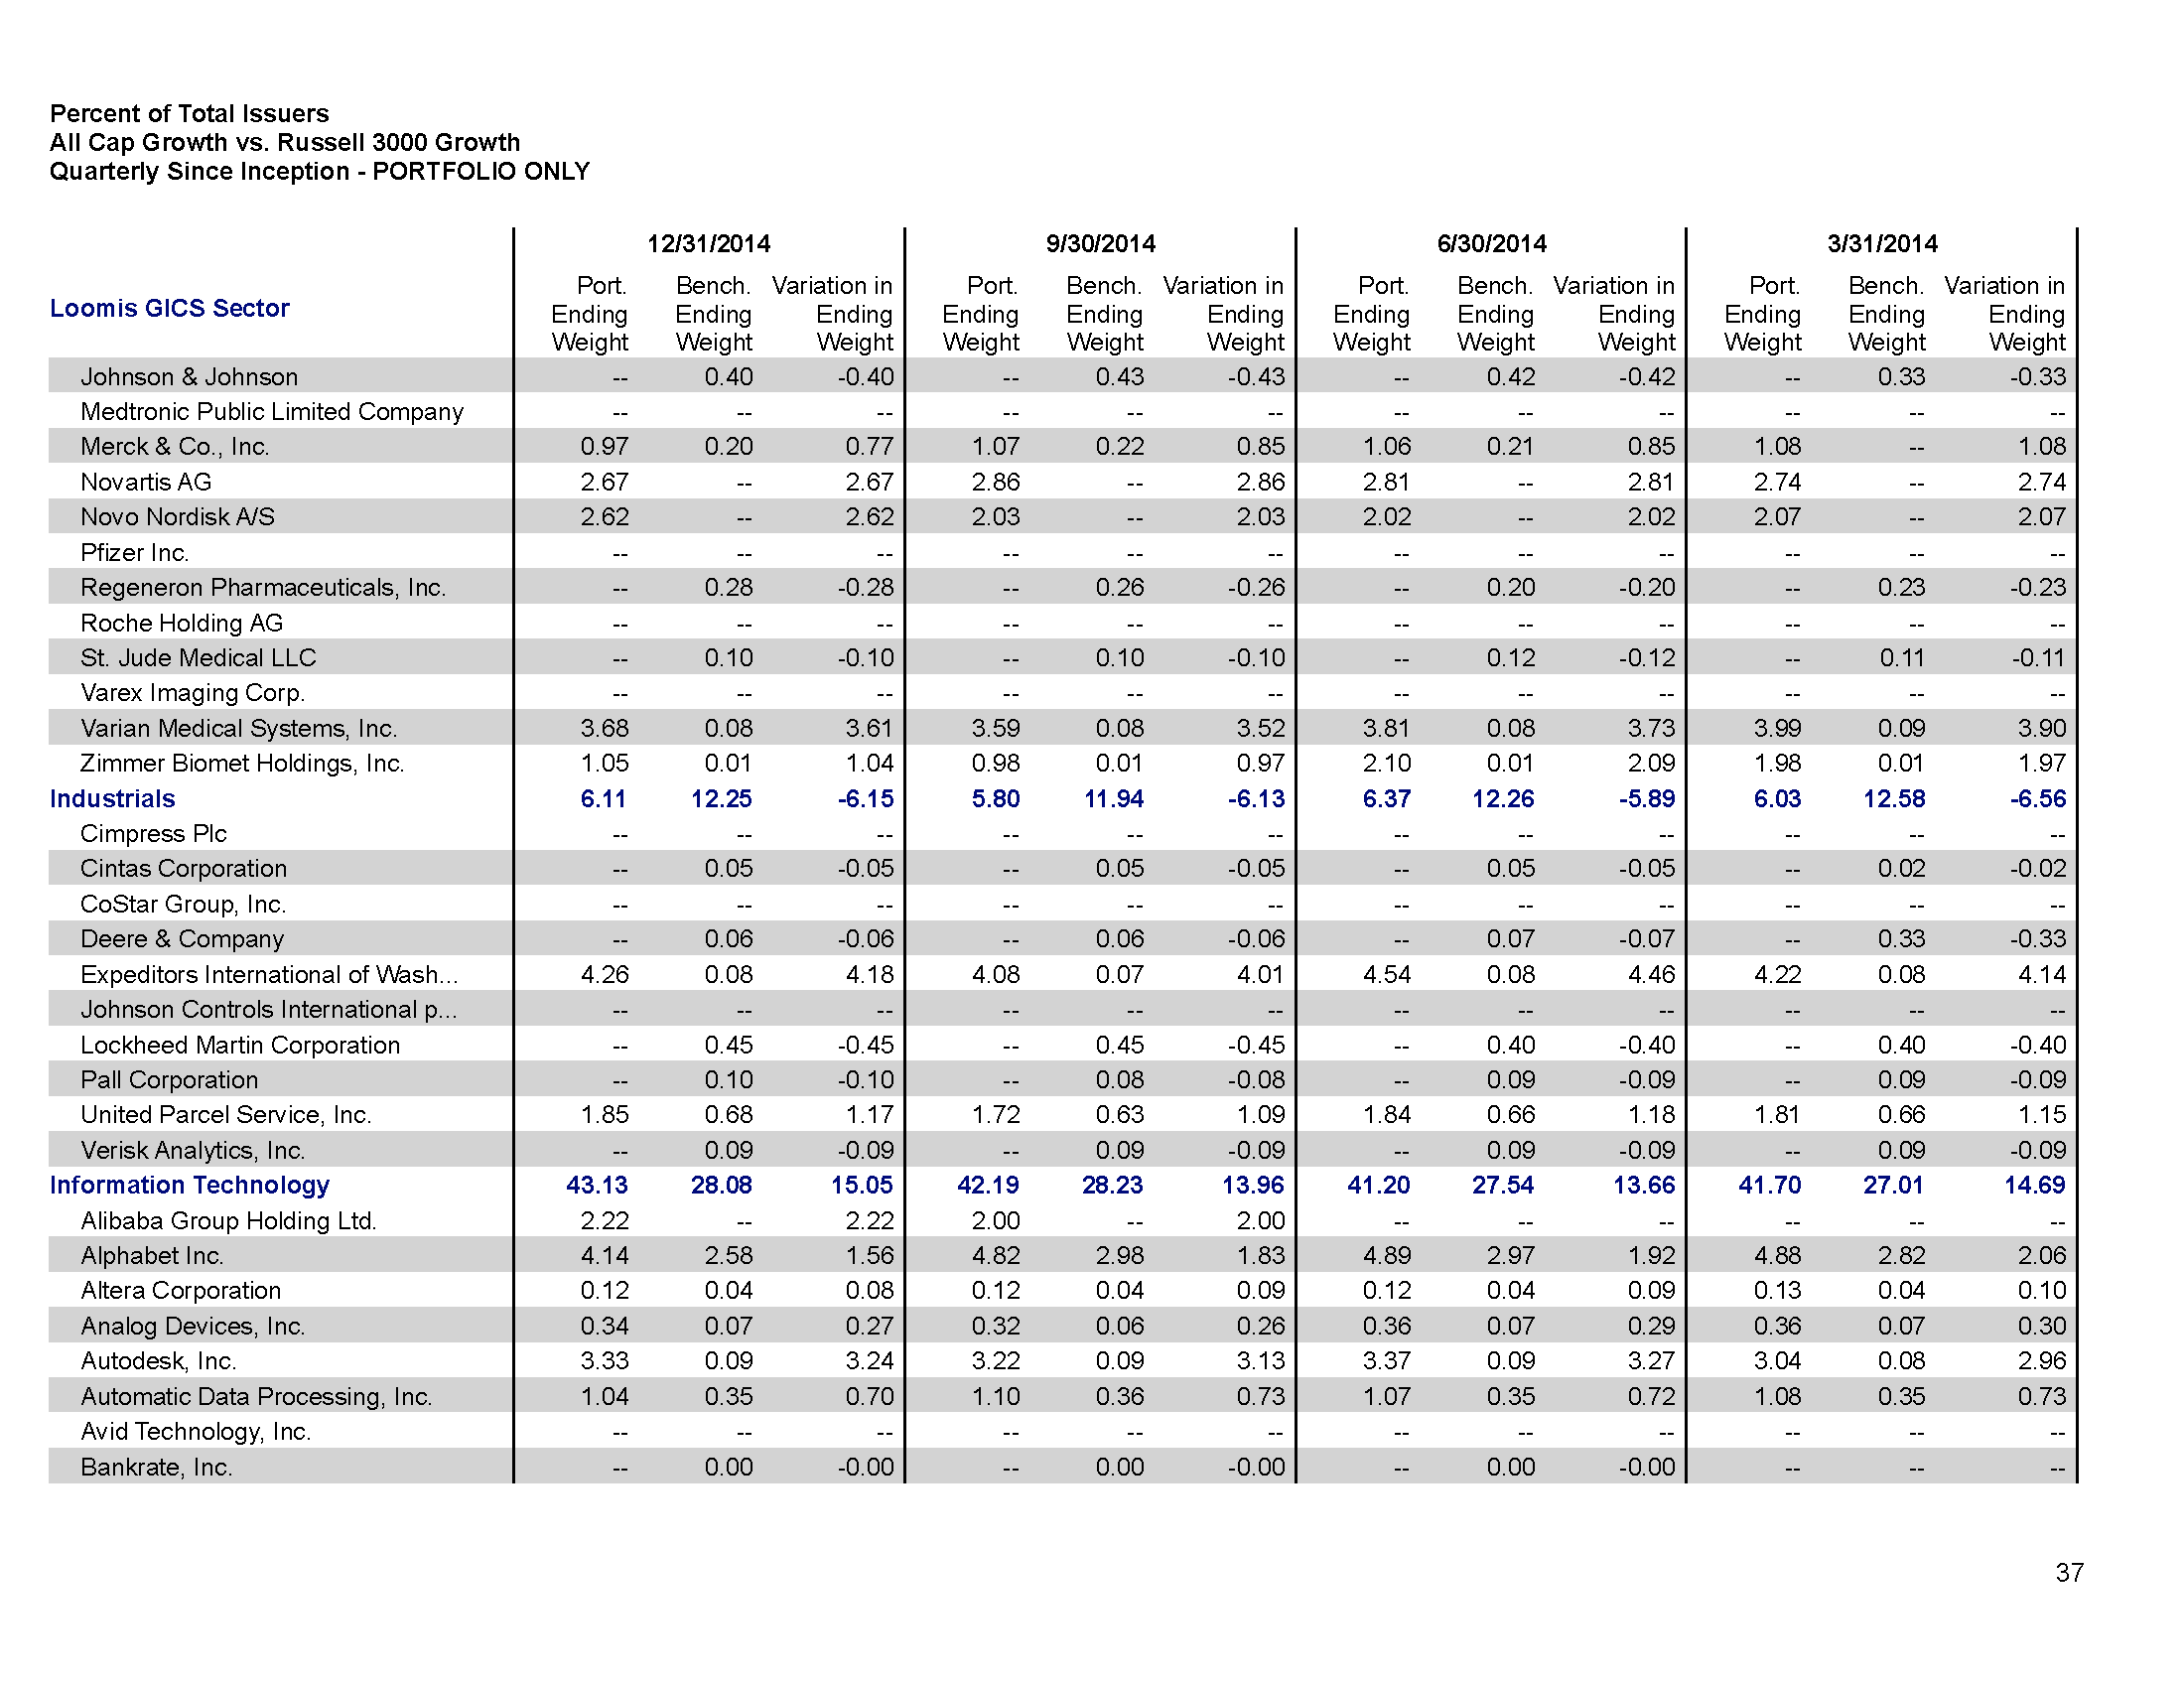 Percent of Total Issuers
All Cap Growth vs. Russell 3000 Growth
Quarterly Since Inception - PORTFOLIO ONLY
12/31/2014 9/30/2014 6/30/2014 3/31/2014
Loomis GICS Sector
Port. Bench. Variation in Port. Bench. Variation in Port. Bench. Variation in Port. Bench. Variation in
Ending Ending Ending Ending Ending Ending Ending Ending Ending Ending Ending Ending
Weight Weight Weight Weight Weight Weight Weight Weight Weight Weight Weight Weight
Johnson & Johnson -- 0.40 -0.40 -- 0.43 -0.43 -- 0.42 -0.42 -- 0.33 -0.33
Medtronic Public Limited Company -- -- -- -- -- -- -- -- -- -- -- --
Merck & Co., Inc. 0.97 0.20 0.77 1.07 0.22 0.85 1.06 0.21 0.85 1.08 -- 1.08
Novartis AG 2.67 -- 2.67 2.86 -- 2.86 2.81 -- 2.81 2.74 -- 2.74
Novo Nordisk A/S 2.62 -- 2.62 2.03 -- 2.03 2.02 -- 2.02 2.07 -- 2.07
Pfizer Inc. -- -- -- -- -- -- -- -- -- -- -- --
Regeneron Pharmaceuticals, Inc. -- 0.28 -0.28 -- 0.26 -0.26 -- 0.20 -0.20 -- 0.23 -0.23
Roche Holding AG -- -- -- -- -- -- -- -- -- -- -- --
St. Jude Medical LLC -- 0.10 -0.10 -- 0.10 -0.10 -- 0.12 -0.12 -- 0.11 -0.11
Varex Imaging Corp. -- -- -- -- -- -- -- -- -- -- -- --
Varian Medical Systems, Inc. 3.68 0.08 3.61 3.59 0.08 3.52 3.81 0.08 3.73 3.99 0.09 3.90
Zimmer Biomet Holdings, Inc. 1.05 0.01 1.04 0.98 0.01 0.97 2.10 0.01 2.09 1.98 0.01 1.97
Industrials 6.11 12.25 -6.15 5.80 11.94 -6.13 6.37 12.26 -5.89 6.03 12.58 -6.56
Cimpress Plc -- -- -- -- -- -- -- -- -- -- -- --
Cintas Corporation -- 0.05 -0.05 -- 0.05 -0.05 -- 0.05 -0.05 -- 0.02 -0.02
CoStar Group, Inc. -- -- -- -- -- -- -- -- -- -- -- --
Deere & Company -- 0.06 -0.06 -- 0.06 -0.06 -- 0.07 -0.07 -- 0.33 -0.33
Expeditors International of Wash... 4.26 0.08 4.18 4.08 0.07 4.01 4.54 0.08 4.46 4.22 0.08 4.14
Johnson Controls International p... -- -- -- -- -- -- -- -- -- -- -- --
Lockheed Martin Corporation -- 0.45 -0.45 -- 0.45 -0.45 -- 0.40 -0.40 -- 0.40 -0.40
Pall Corporation -- 0.10 -0.10 -- 0.08 -0.08 -- 0.09 -0.09 -- 0.09 -0.09
United Parcel Service, Inc. 1.85 0.68 1.17 1.72 0.63 1.09 1.84 0.66 1.18 1.81 0.66 1.15
Verisk Analytics, Inc. -- 0.09 -0.09 -- 0.09 -0.09 -- 0.09 -0.09 -- 0.09 -0.09
Information Technology 43.13 28.08 15.05 42.19 28.23 13.96 41.20 27.54 13.66 41.70 27.01 14.69
Alibaba Group Holding Ltd. 2.22 -- 2.22 2.00 -- 2.00 -- -- -- -- -- --
Alphabet Inc. 4.14 2.58 1.56 4.82 2.98 1.83 4.89 2.97 1.92 4.88 2.82 2.06
Altera Corporation 0.12 0.04 0.08 0.12 0.04 0.09 0.12 0.04 0.09 0.13 0.04 0.10
Analog Devices, Inc. 0.34 0.07 0.27 0.32 0.06 0.26 0.36 0.07 0.29 0.36 0.07 0.30
Autodesk, Inc. 3.33 0.09 3.24 3.22 0.09 3.13 3.37 0.09 3.27 3.04 0.08 2.96
Automatic Data Processing, Inc. 1.04 0.35 0.70 1.10 0.36 0.73 1.07 0.35 0.72 1.08 0.35 0.73
Avid Technology, Inc. -- -- -- -- -- -- -- -- -- -- -- --
Bankrate, Inc. -- 0.00 -0.00 -- 0.00 -0.00 -- 0.00 -0.00 -- -- --
37